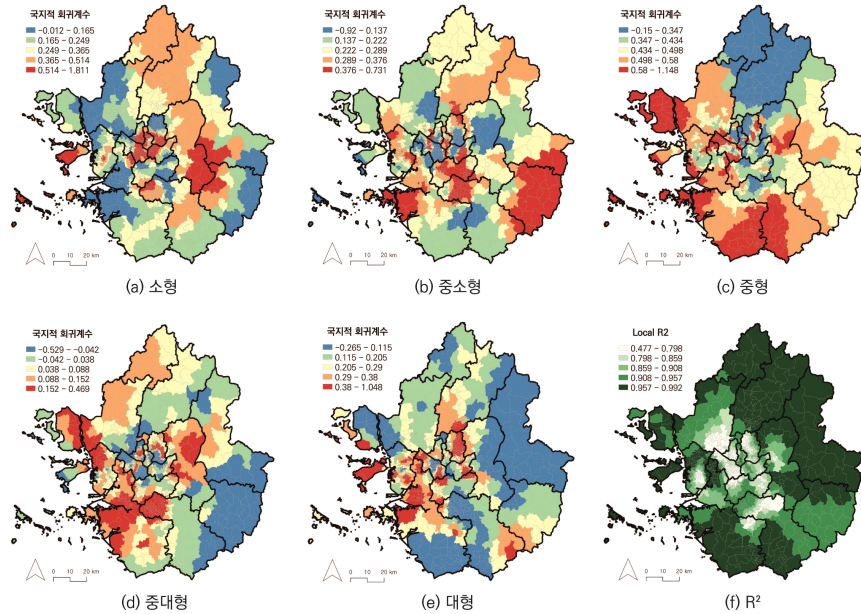 국지적 회귀계수
-0.012 - 0.165
0.165 - 0.249
0.249 - 0.365
0.365 - 0.514
0.514 - 1.811
0 10 20 km
(a) 소형
국지적 회귀계수
-0.92 - 0.137
0.137 - 0.222
0.222 - 0.289
0.289 - 0.376
0.376 - 0.731
0 10 20 km
(b) 중소형
국지적 회귀계수
-0.15 - 0.347
0.347 - 0.434
0.434 - 0.498
0.498 - 0.58
0.58 - 1.148
0 10 20 km
(c) 중형
국지적 회귀계수
-0.529 - -0.042
-0.042 - 0.038
0.038 - 0.088
0.088 - 0.152
0.152 - 0.469
0 10 20 km
(d) 중대형
국지적 회귀계수
-0.265 - 0.115
0.115 - 0.205
0.205 - 0.29
0.29 - 0.38
0.38 - 1.048
0 10 20 km
(e) 대형
Local R2
0.477 - 0.798
0.798 - 0.859
0.859 - 0.908
0.908 - 0.957
0.957 - 0.992
0 10 20 km
(f) R²